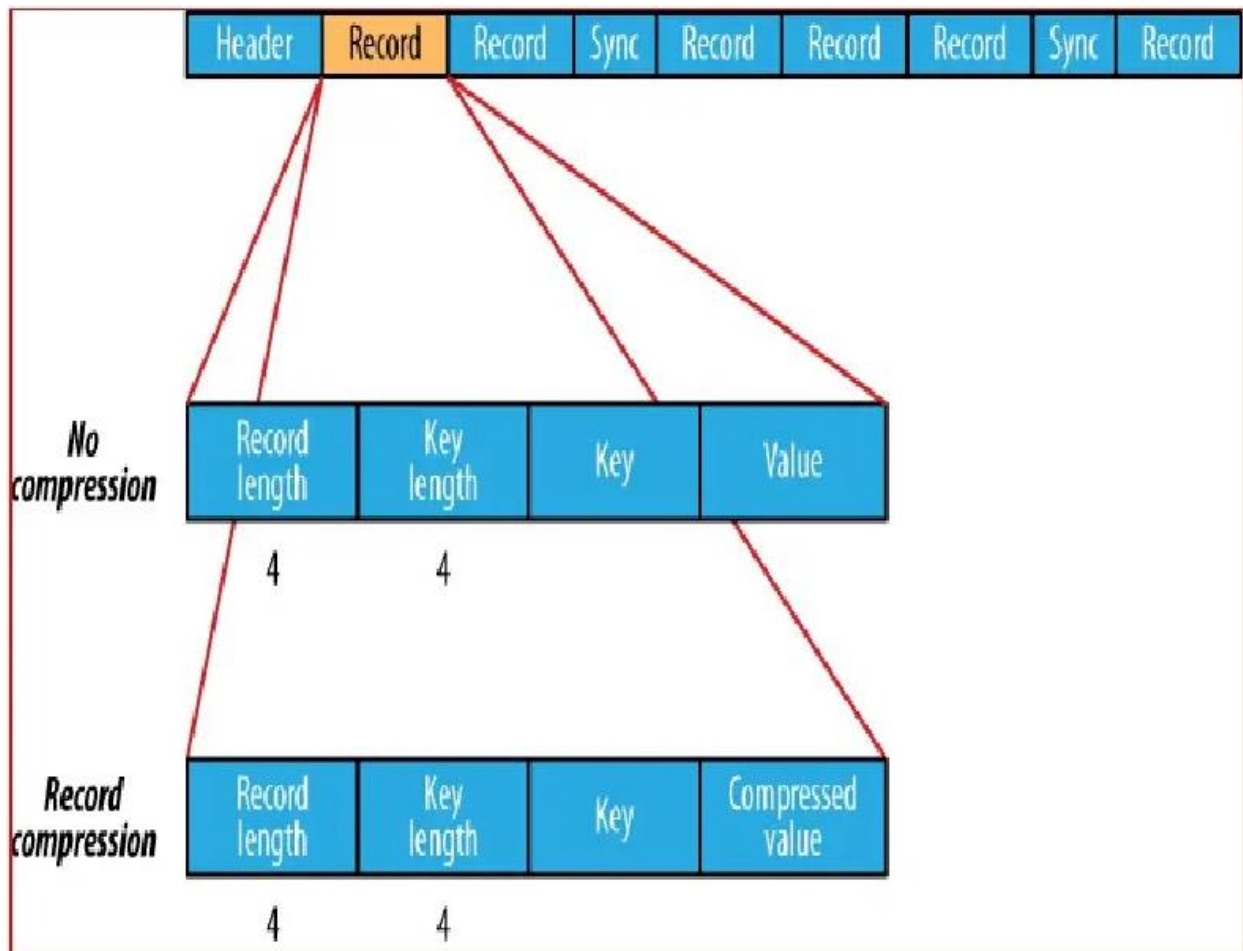 Header Record Record Sync Record Record Record Sync Record
No
compression
Record
length
Key
length
Key
Value
4 4
Record
compression
Record
length
Key
length
Key
Compressed
value
4 4